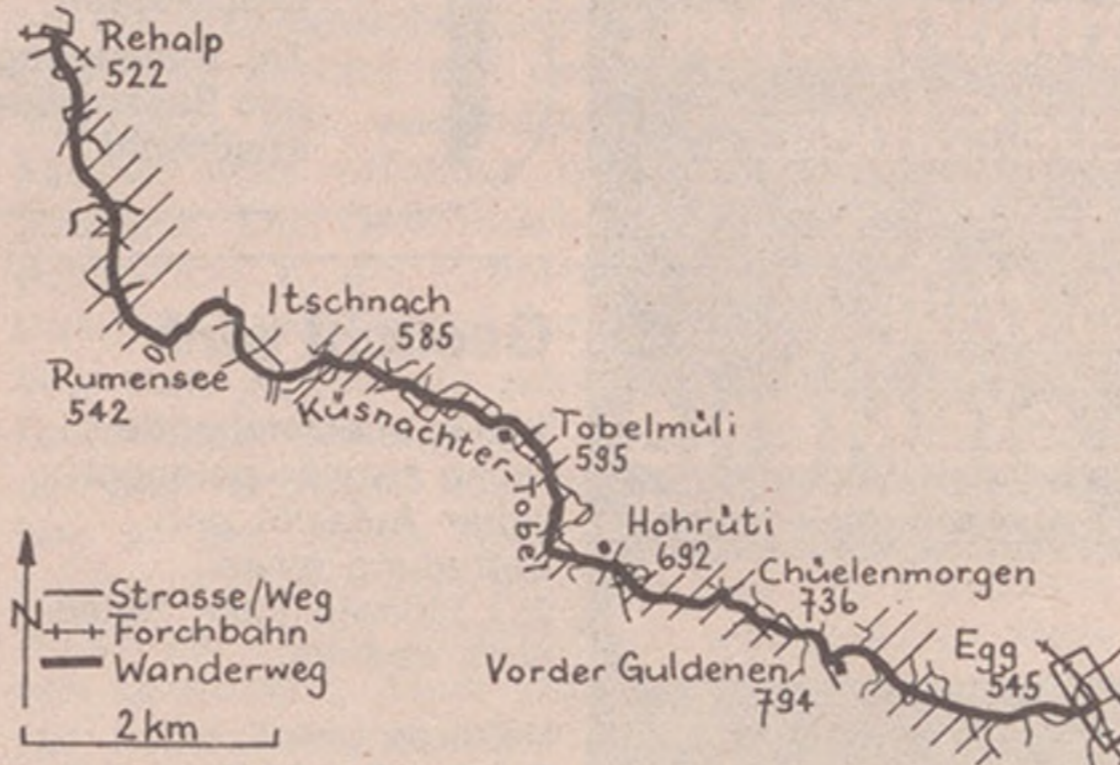 Rehalp
522
Itschnach
585
Rumensee
542
Küsnachter-Tobel
Tobelmüli
595
Hohrüti
692
Chüelenmorgen
736
Vorder Guldenen
794
Egg
545
N
Strasse/Weg
Forchbahn
Wanderweg
2 km